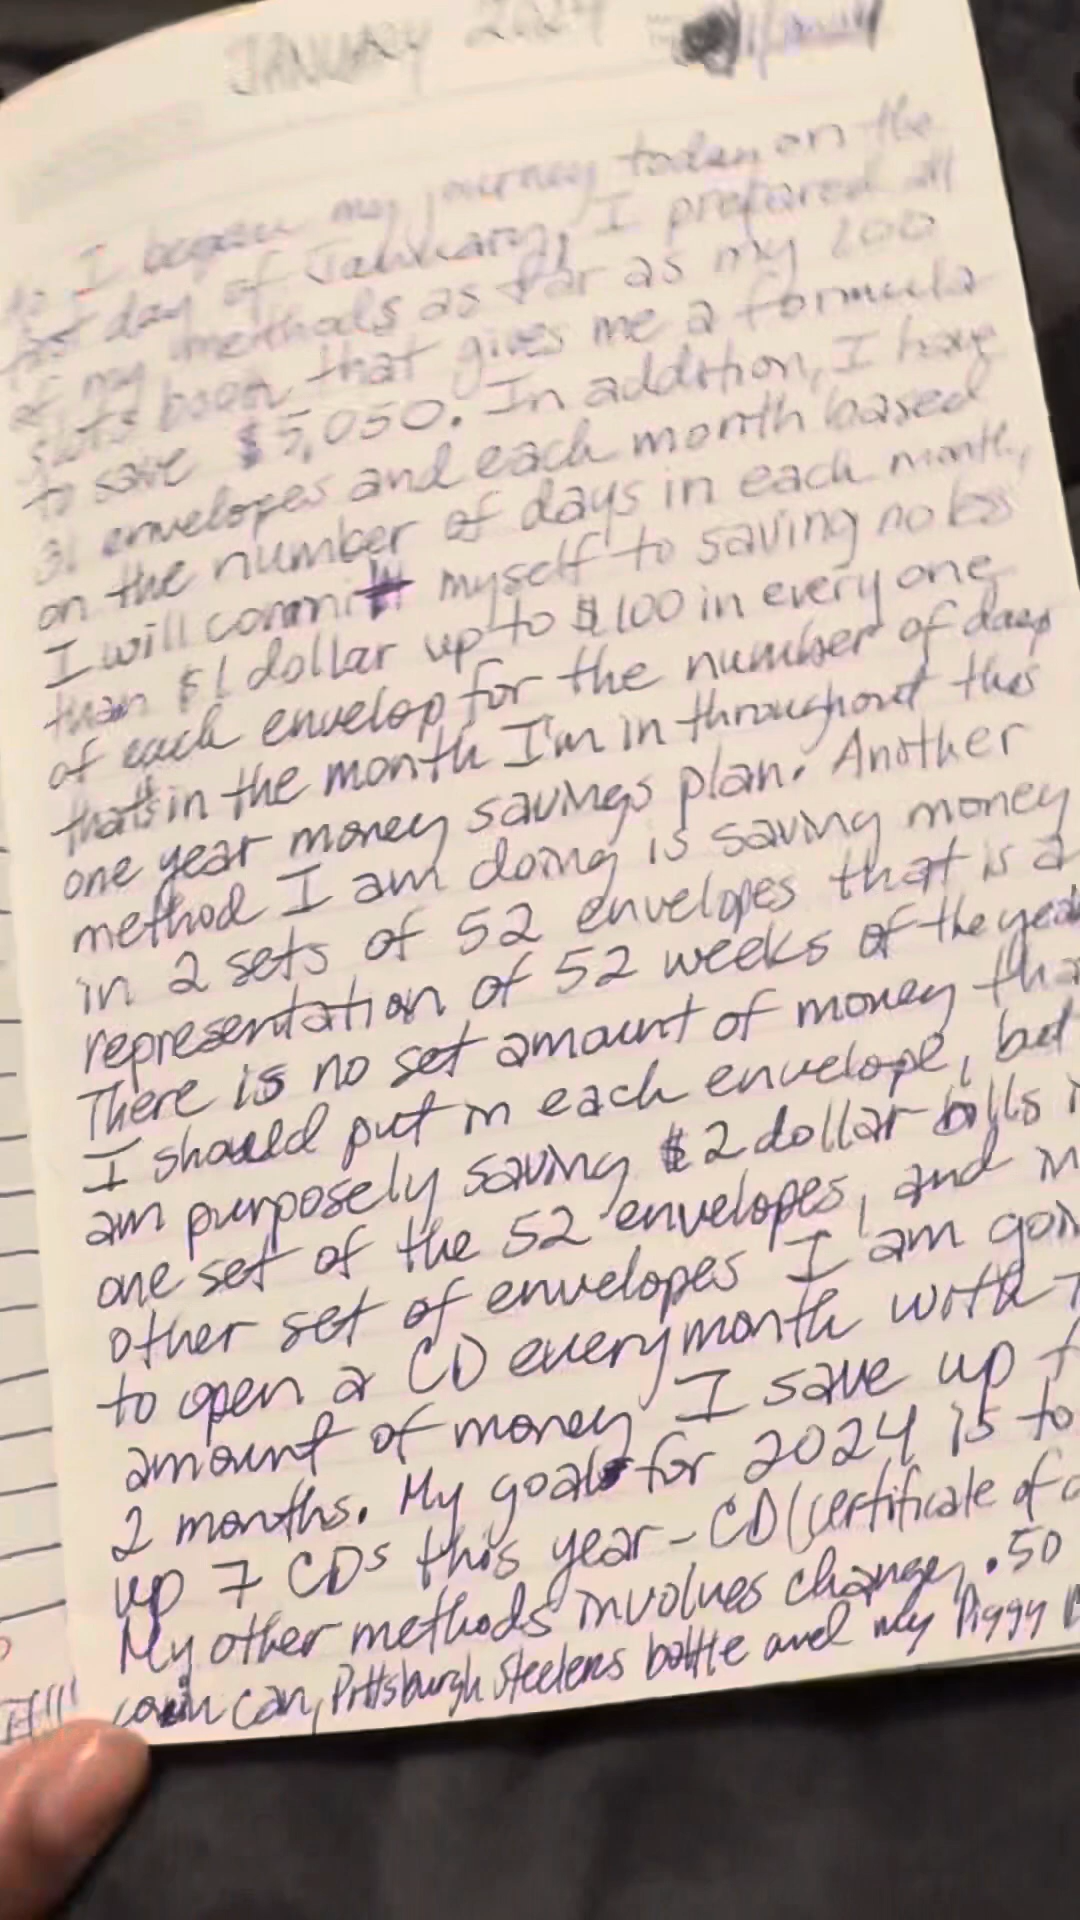 JANUARY 2024
I began my journey today on the
first day of January. I prepared all
of my methods as far as my 100
slots book that gives me a formula
to save $5,050. In addition, I have
31 envelopes and each month based
on the number of days in each month,
I will commit myself to saving no less
than $1 dollar up to $100 in every one
of each envelop for the number of days
that's in the month I'm in throughout this
one year money savings plan. Another
method I am doing is saving money
in 2 sets of 52 envelopes that is a
representation of 52 weeks of the year
There is no set amount of money tha
I should put in each envelope, but
am purposely saving $2 dollar bills i
one set of the 52 envelopes, and in
other set of envelopes I am goin
to open a CD every month with
amount of money I save up f
2 months. My goal for 2024 is to
up 7 CDs this year - CD (Certificate of
My other methods involves change, .50
coin can, Pittsburgh Steelers bottle and my Piggy